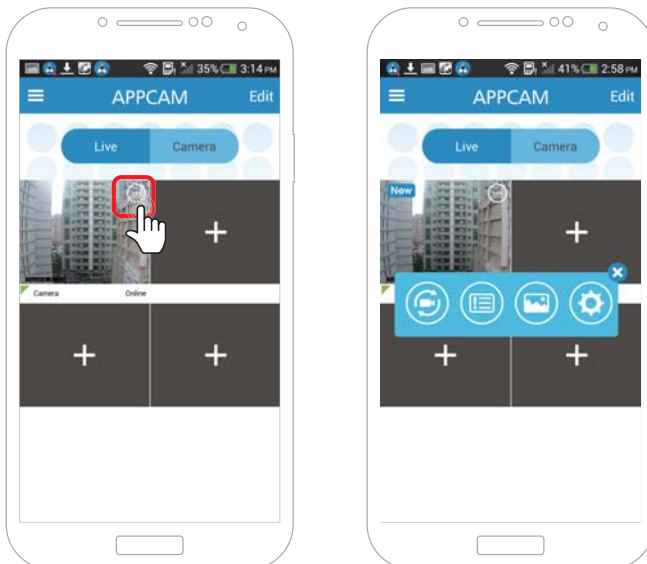 35% 3:14 PM
APPCAM Edit
Live Camera
Camera Online
41% 2:58 PM
APPCAM Edit
Live Camera
New